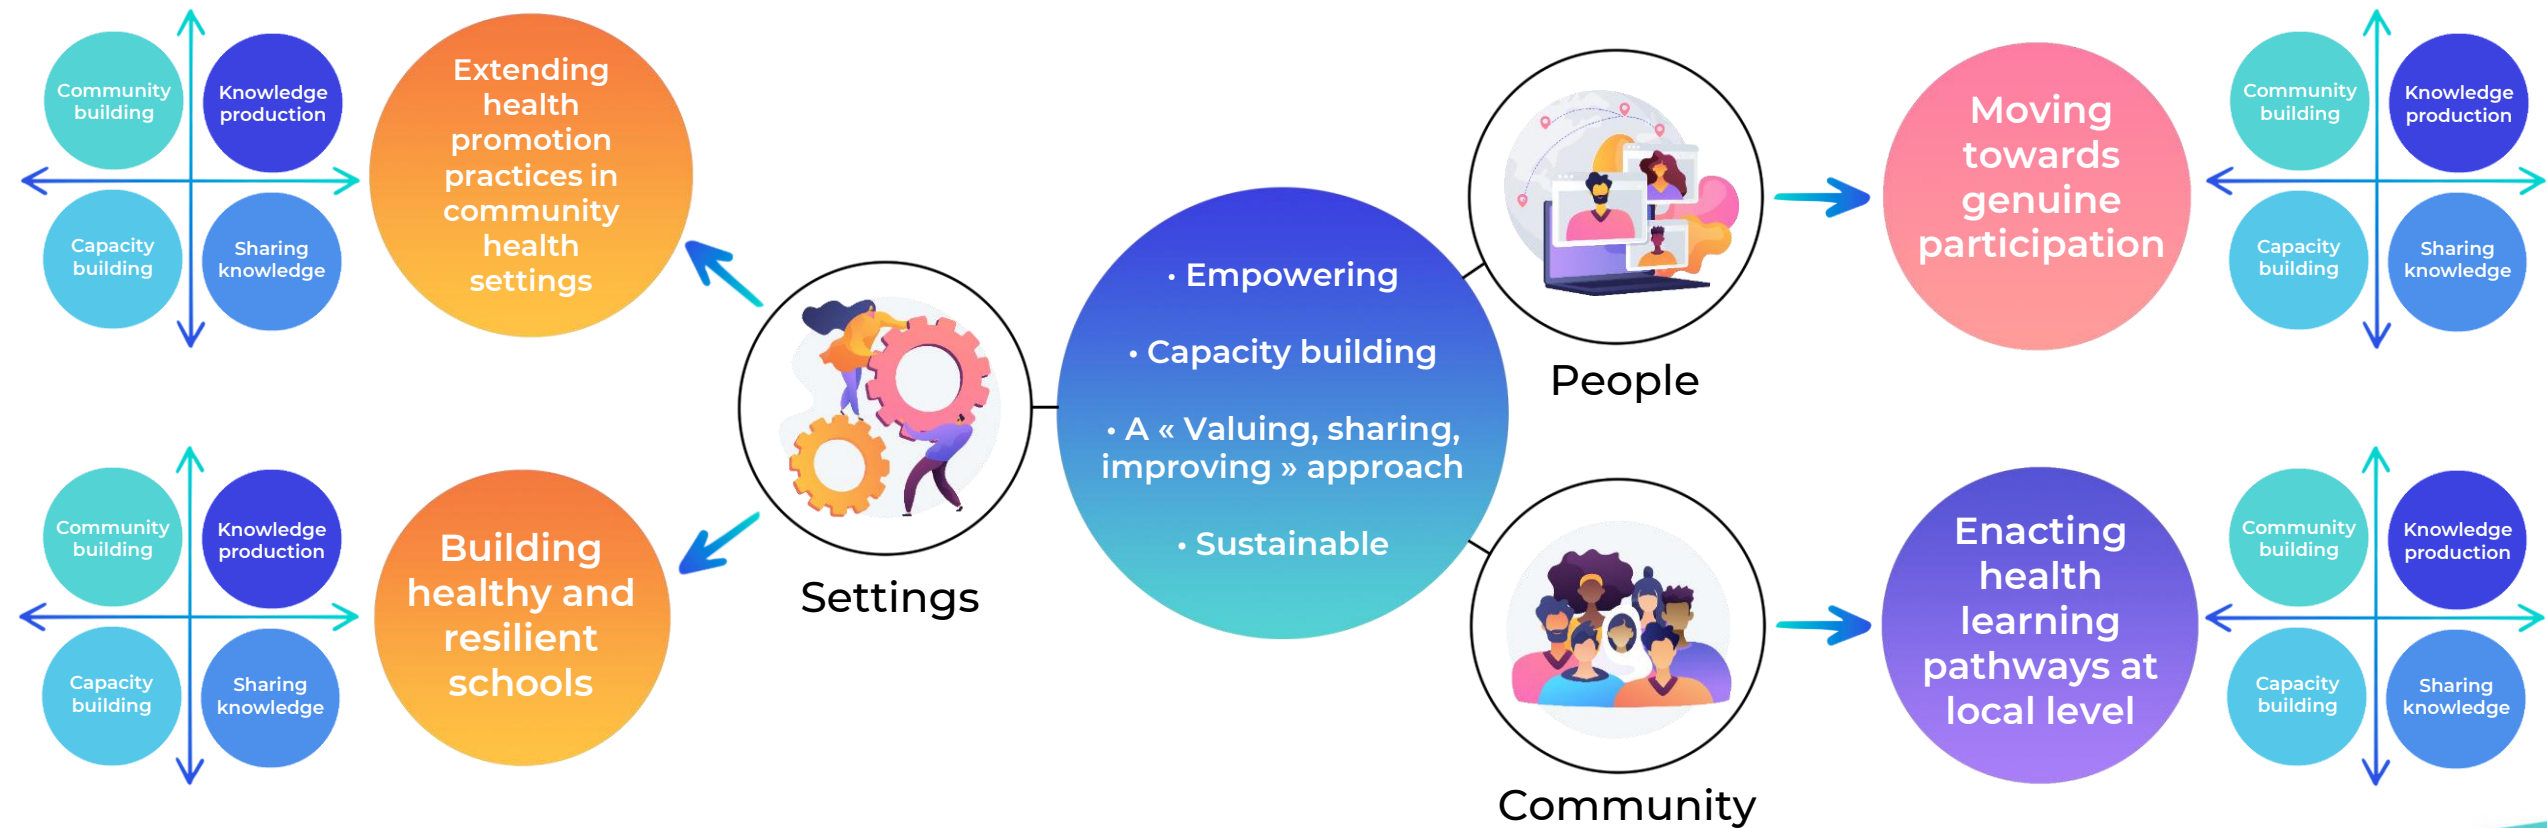 Community
building
Knowledge
production
Capacity
building
Sharing
knowledge
Extending
health
promotion
practices in
community
health
settings
Community
building
Knowledge
production
Capacity
building
Sharing
knowledge
Building
healthy and
resilient
schools
Settings
• Empowering
• Capacity building
• A « Valuing, sharing,
improving » approach
• Sustainable
People
Moving
towards
genuine
participation
Community
building
Knowledge
production
Capacity
building
Sharing
knowledge
Community
Enacting
health
learning
pathways at
local level
Community
building
Knowledge
production
Capacity
building
Sharing
knowledge